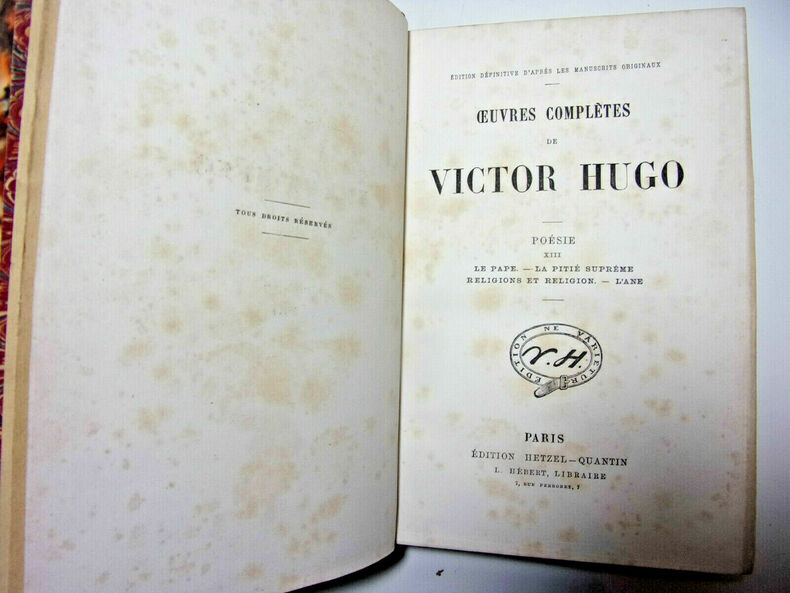 TOUS DROITS RÉSERVÉS
ÉDITION DÉFINITIVE D'APRÈS LES MANUSCRITS ORIGINAUX
ŒUVRES COMPLÈTES
DE
VICTOR HUGO
POÉSIE
XIII
LE PAPE. — LA PITIÉ SUPRÊME
RELIGIONS ET RELIGION. — L'ANE
EDITION NE VARIETUR
V. H.
PARIS
ÉDITION HETZEL—QUANTIN
L. HÉBERT, LIBRAIRE
7, RUE PERRONET, 7